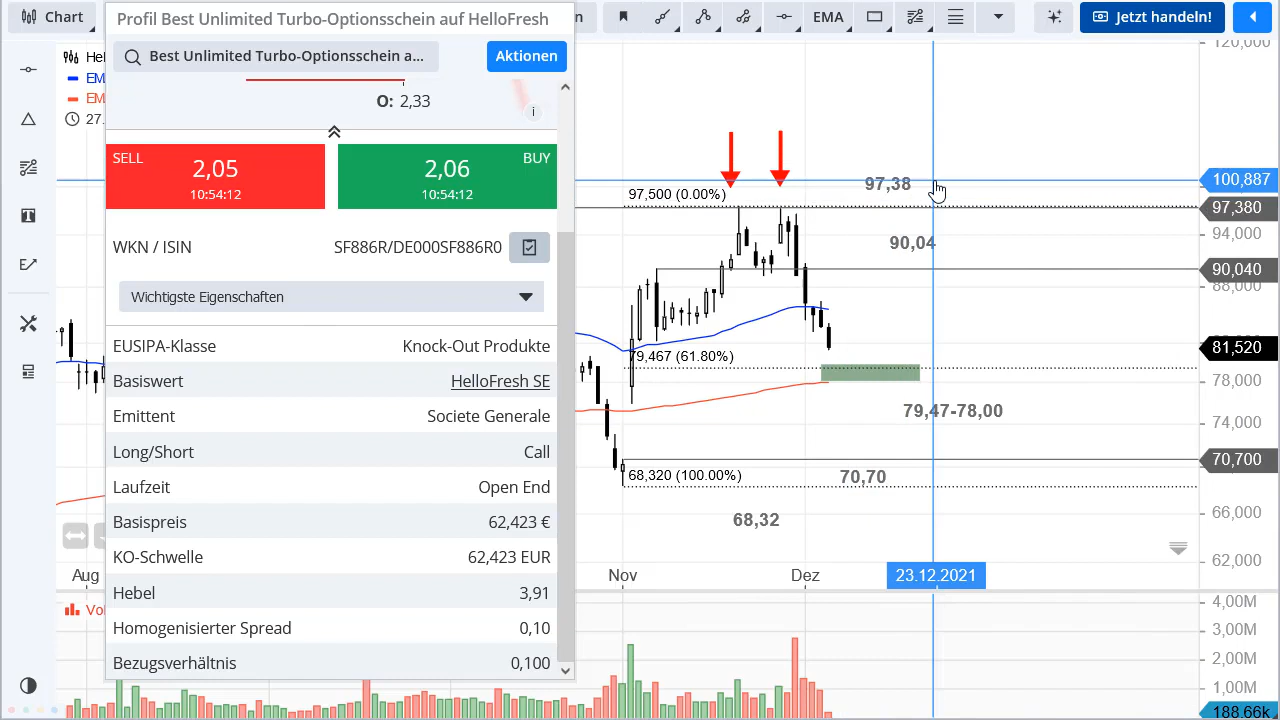 Chart
Profil Best Unlimited Turbo-Optionsschein auf HelloFresh
EMA
Jetzt handeln!
Best Unlimited Turbo-Optionsschein a...
Aktionen
O: 2,33
i
SELL
2,05
10:54:12
2,06
BUY
10:54:12
WKN / ISIN
SF886R/DE000SF886R0
Wichtigste Eigenschaften
EUSIPA-Klasse
Knock-Out Produkte
Basiswert
HelloFresh SE
Emittent
Societe Generale
Long/Short
Call
Laufzeit
Open End
Basispreis
62,423 €
KO-Schwelle
62,423 EUR
Hebel
3,91
Homogenisierter Spread
0,10
Bezugsverhältnis
0,100
Hel
EM
EM
27.
Aug
Vol
97,500 (0.00%)
97,38
90,04
79,467 (61.80%)
79,47-78,00
68,320 (100.00%)
70,70
68,32
Nov
Dez
23.12.2021
120,000
100,887
97,380
94,000
90,040
88,000
81,520
78,000
74,000
70,700
66,000
62,000
4,00M
3,00M
2,00M
1,00M
188.66k